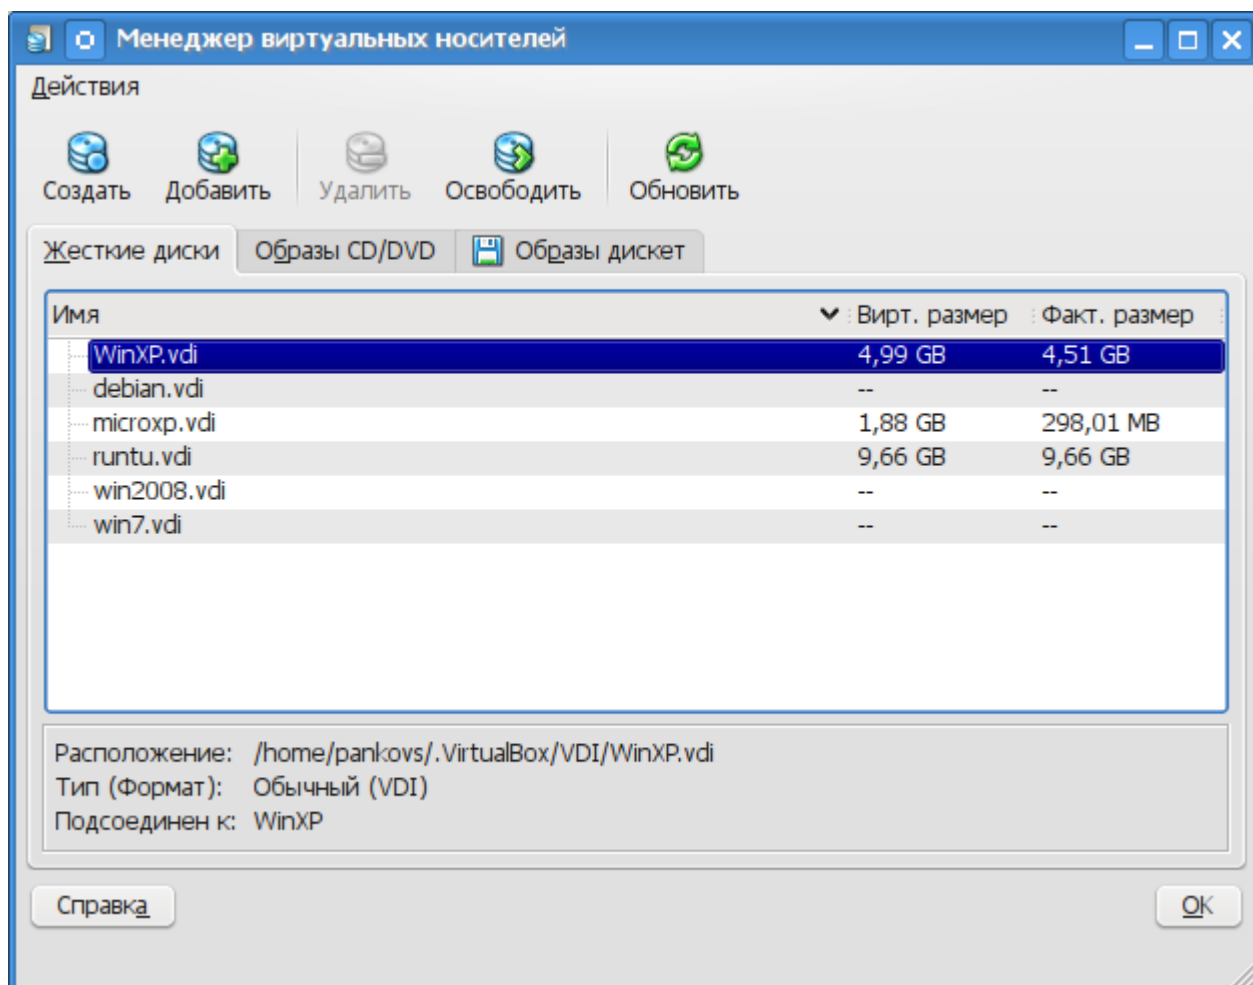 Менеджер виртуальных носителей
Действия
Создать Добавить Удалить Освободить Обновить
Жесткие диски Образы CD/DVD Образы дискет
Имя Вирт. размер Факт. размер
WinXP.vdi 4,99 GB 4,51 GB
debian.vdi -- --
microxp.vdi 1,88 GB 298,01 MB
runtu.vdi 9,66 GB 9,66 GB
win2008.vdi -- --
win7.vdi -- --
Расположение: /home/pankovs/.VirtualBox/VDI/WinXP.vdi
Тип (Формат): Обычный (VDI)
Подсоединен к: WinXP
Справка OK